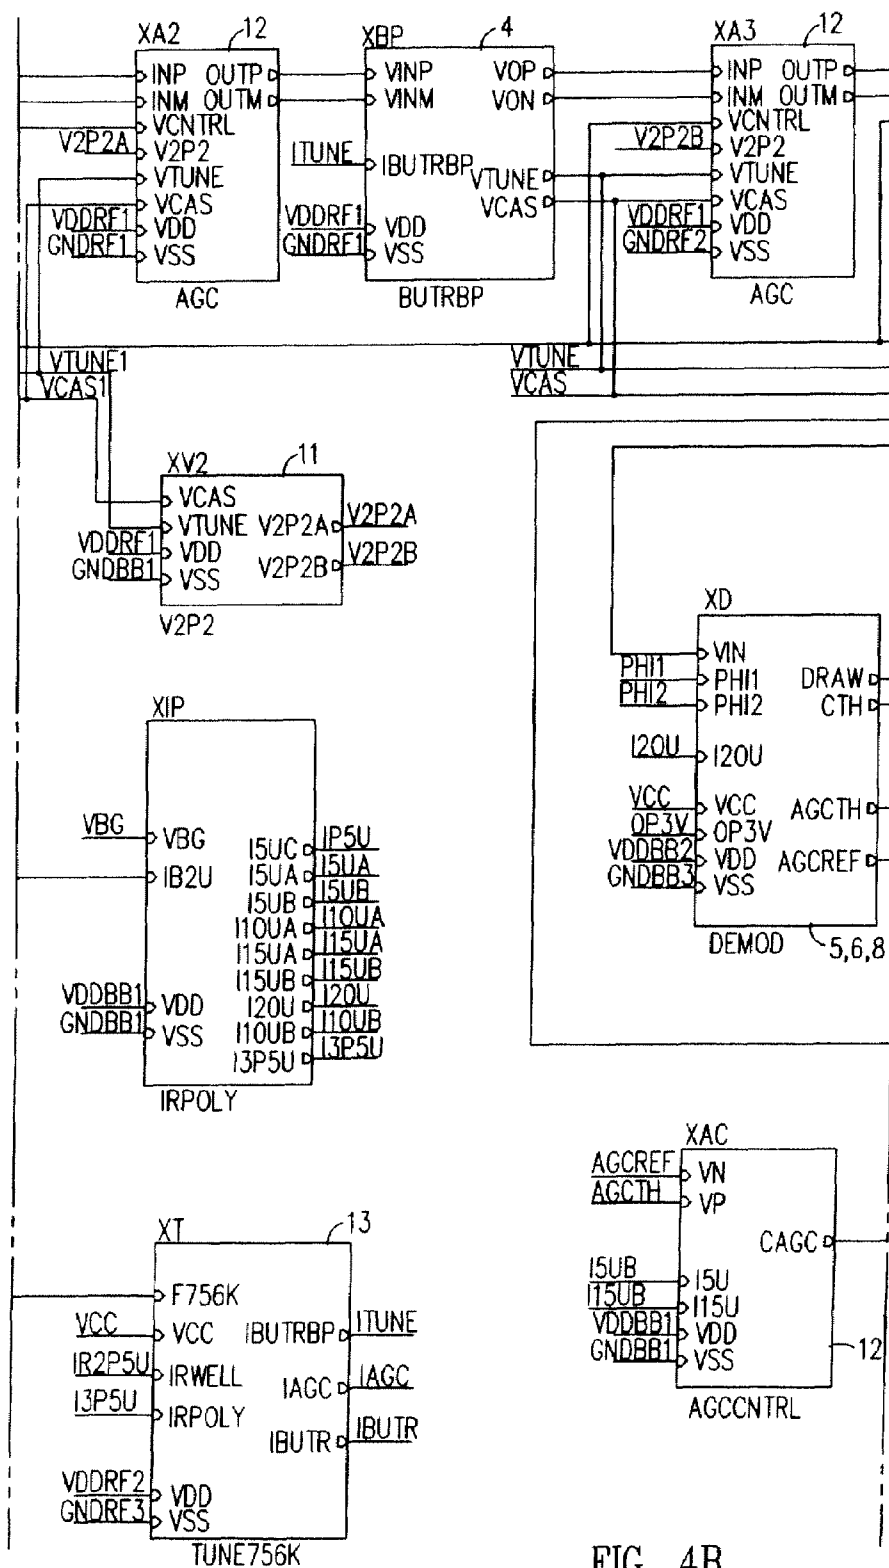 XA2 12
INP OUTP
INM OUTM
VCNTRL
V2P2A V2P2
VTUNE
VCAS
VDDRF1 VDD
GNDRF1 VSS
AGC
XBP 4
VINP VOP
VINM VON
ITUNE IBUTRBP
VTUNE
VCAS
VDDRF1 VDD
GNDRF1 VSS
BUTRBP
XA3 12
INP OUTP
INM OUTM
VCNTRL
V2P2B V2P2
VTUNE
VCAS
VDDRF1 VDD
GNDRF2 VSS
AGC
VTUNE1
VCAS1
VTUNE
VCAS
XV2 11
VCAS
VTUNE V2P2A V2P2A
VDDRF1 VDD
V2P2B V2P2B
GNDBB1 VSS
V2P2
XD
VIN
PHI1 PHI1 DRAW
PHI2 PHI2 CTH
I20U I20U
VCC VCC AGCTH
OP3V OP3V
VDDBB2 VDD AGCREF
GNDBB3 VSS
DEMOD 5,6,8
XIP
VBG VBG
I5UC IP5U
IB2U I5UA I5UA
I5UB I5UB
I10UA I10UA
I15UA I15UA
I15UB I15UB
VDDBB1 VDD I20U I20U
GNDBB1 VSS I10UB I10UB
I3P5U I3P5U
IRPOLY
XAC
AGCREF VN
AGCTH VP
CAGC
I5UB I5U
I15UB I15U
VDDBB1 VDD
GNDBB1 VSS
12
AGCCNTRL
XT 13
F756K
VCC VCC IBUTRBP ITUNE
IR2P5U IRWELL
IAGC IAGC
I3P5U IRPOLY
IBUTR IBUTR
VDDRF2 VDD
GNDRF3 VSS
TUNE756K
FIG. 4B